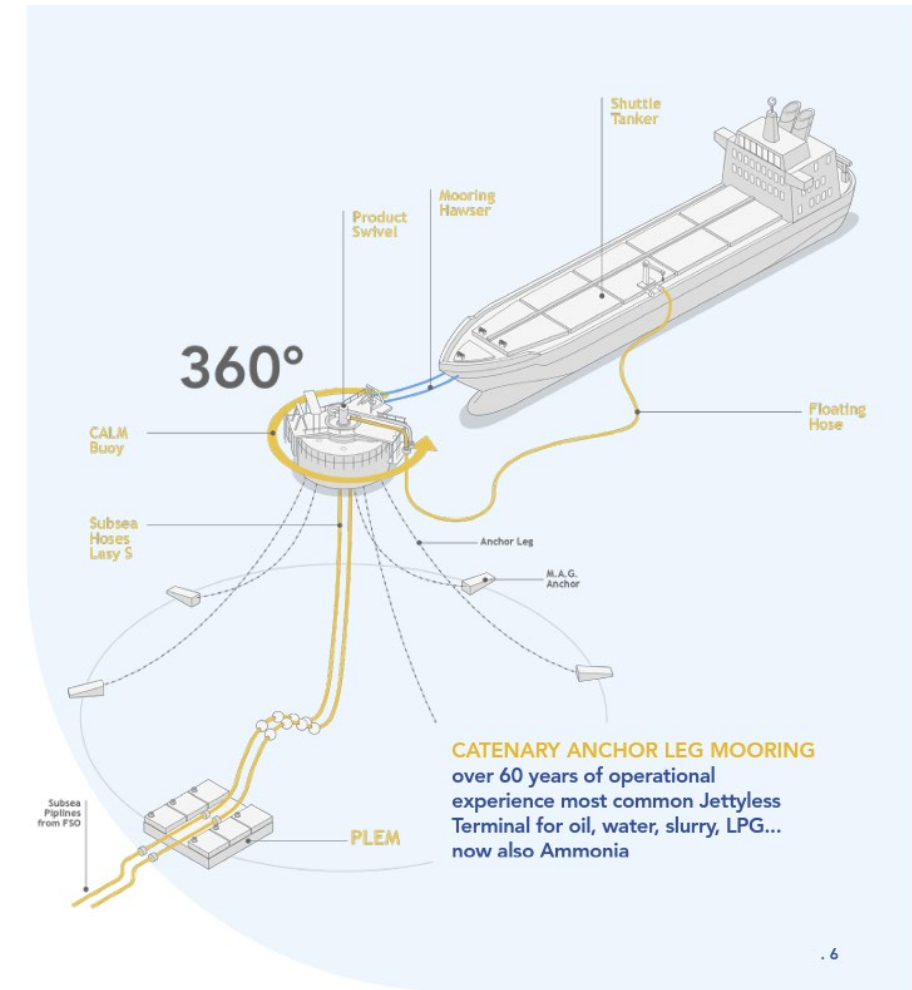 Shuttle
Tanker
Mooring
Hawser
Product
Swivel
360°
CALM
Buoy
Floating
Hose
Subsea
Hoses
Lasy S
Anchor Leg
M.A.G.
Anchor
CATENARY ANCHOR LEG MOORING
over 60 years of operational
experience most common Jettyless
Terminal for oil, water, slurry, LPG...
now also Ammonia
Subsea
Piplines
from FSO
PLEM
. 6